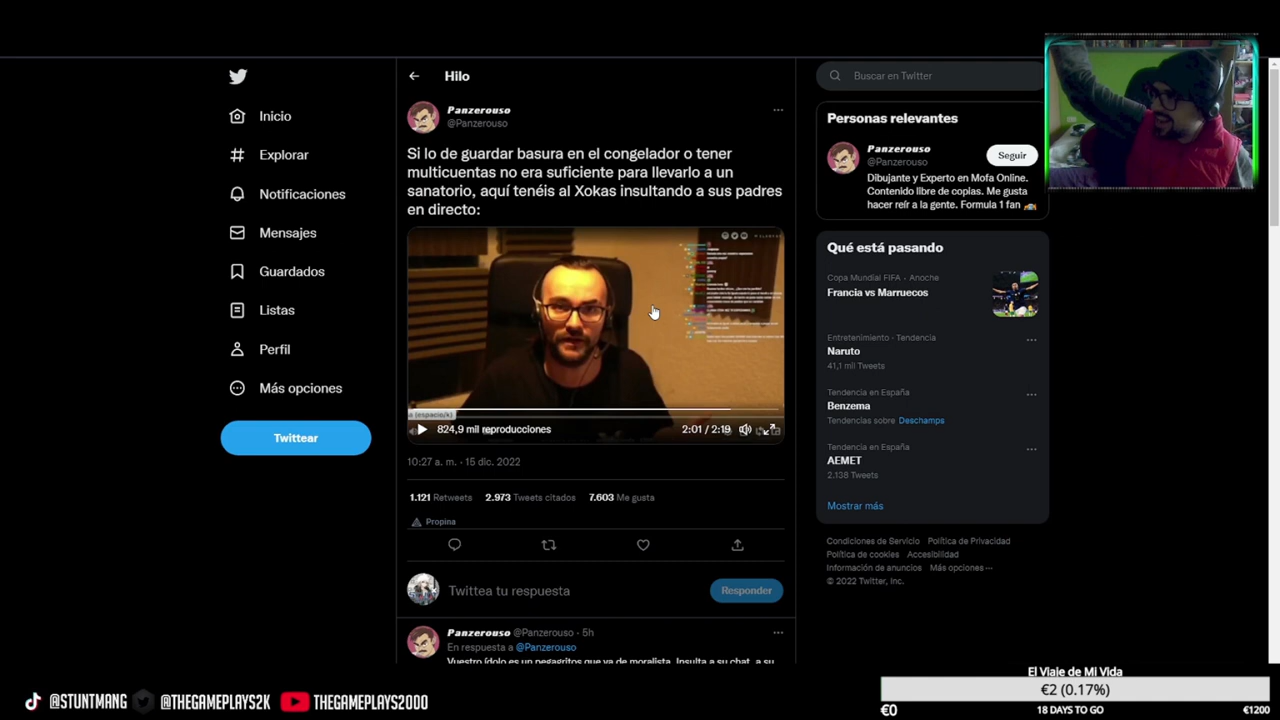 Inicio
Explorar
Notificaciones
Mensajes
Guardados
Listas
Perfil
Más opciones
Twittear
Hilo
Panzerouso
@Panzerouso
Si lo de guardar basura en el congelador o tener
multicuentas no era suficiente para llevarlo a un
sanatorio, aquí tenéis al Xokas insultando a sus padres
en directo:
824,9 mil reproducciones
2:01 / 2:19
10:27 a. m. · 15 dic. 2022
1.121 Retweets 2.973 Tweets citados 7.603 Me gusta
Propina
Twittea tu respuesta
Responder
Panzerouso @Panzerouso · 5h
En respuesta a @Panzerouso
Vuestro ídolo es un pegagritos que va de moralista. Insulta a su chat, a su
Buscar en Twitter
Personas relevantes
Panzerouso
@Panzerouso
Seguir
Dibujante y Experto en Mofa Online.
Contenido libre de copias. Me gusta
hacer reír a la gente. Formula 1 fan
Qué está pasando
Copa Mundial FIFA · Anoche
Francia vs Marruecos
Entretenimiento · Tendencia
Naruto
41,1 mil Tweets
Tendencia en España
Benzema
Tendencias sobre Deschamps
Tendencia en España
AEMET
2.138 Tweets
Mostrar más
Condiciones de Servicio Política de Privacidad
Política de cookies Accesibilidad
Información de anuncios Más opciones ···
© 2022 Twitter, Inc.
@STUNTMANG @THEGAMEPLAYS2K THEGAMEPLAYS2000
El Viaje de Mi Vida
€2 (0.17%)
€0 18 DAYS TO GO €1200